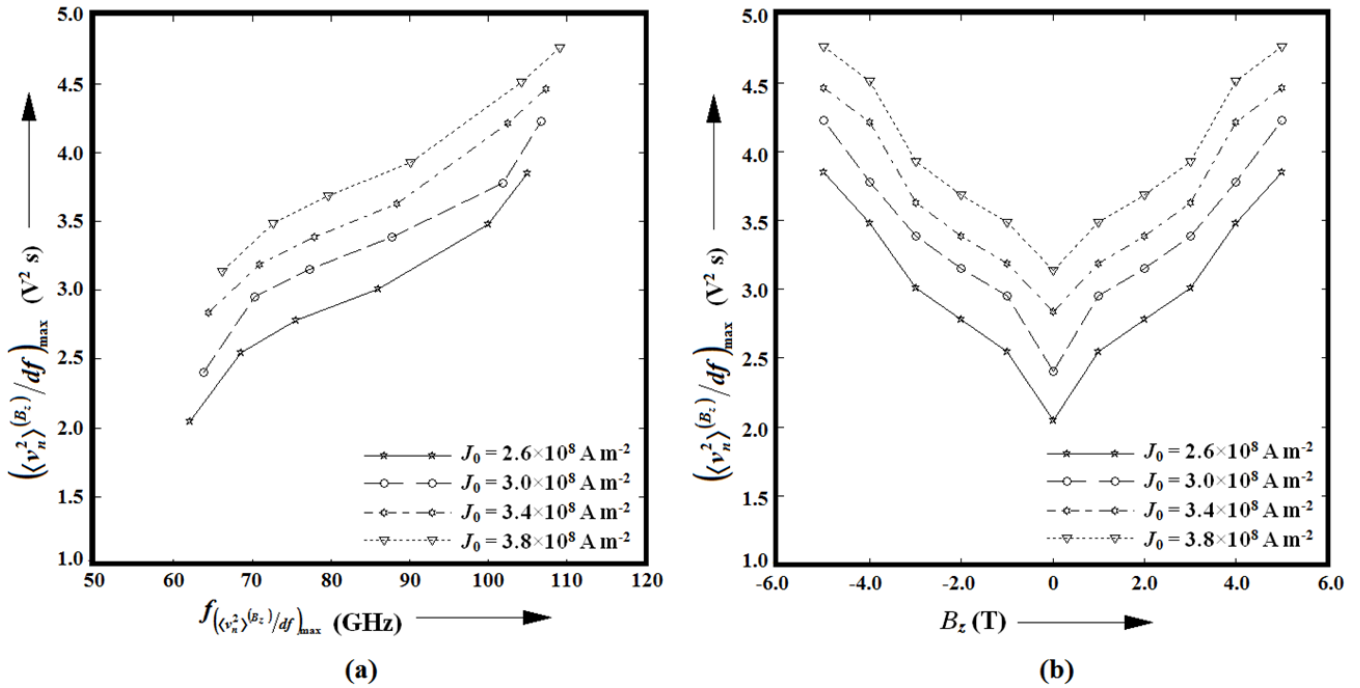 5.0
4.5
4.0
3.5
3.0
2.5
2.0
1.5
1.0
50 60 70 80 90 100 110 120
(⟨v_n^2⟩^(B_z)/df)_max (V^2 s)
J_0 = 2.6×10^8 A m^-2
J_0 = 3.0×10^8 A m^-2
J_0 = 3.4×10^8 A m^-2
J_0 = 3.8×10^8 A m^-2
f_(⟨v_n^2⟩^(B_z)/df)_max (GHz)
(a)
5.0
4.5
4.0
3.5
3.0
2.5
2.0
1.5
1.0
-6.0 -4.0 -2.0 0 2.0 4.0 6.0
(⟨v_n^2⟩^(B_z)/df)_max (V^2 s)
J_0 = 2.6×10^8 A m^-2
J_0 = 3.0×10^8 A m^-2
J_0 = 3.4×10^8 A m^-2
J_0 = 3.8×10^8 A m^-2
B_z (T)
(b)